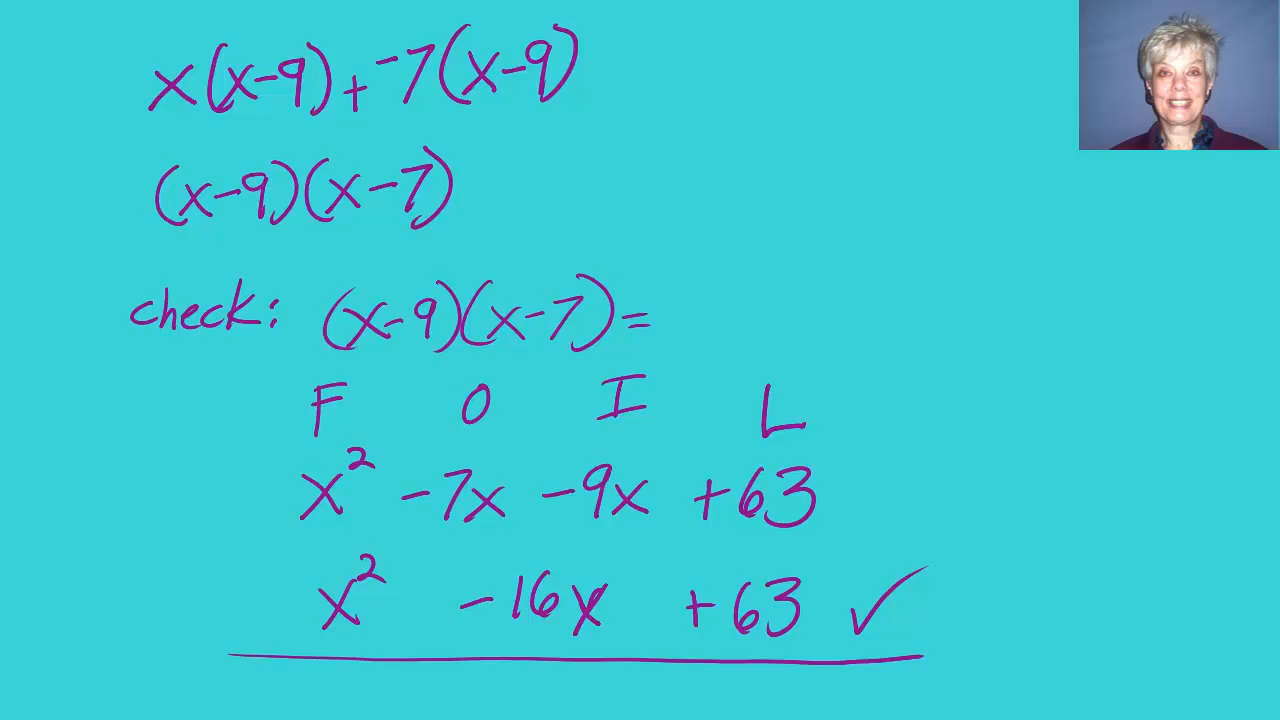 x(x-9)+-7(x-9)
(x-9)(x-7)
check: (x-9)(x-7)=
F O I L
x² -7x -9x +63
x² -16x +63 ✓